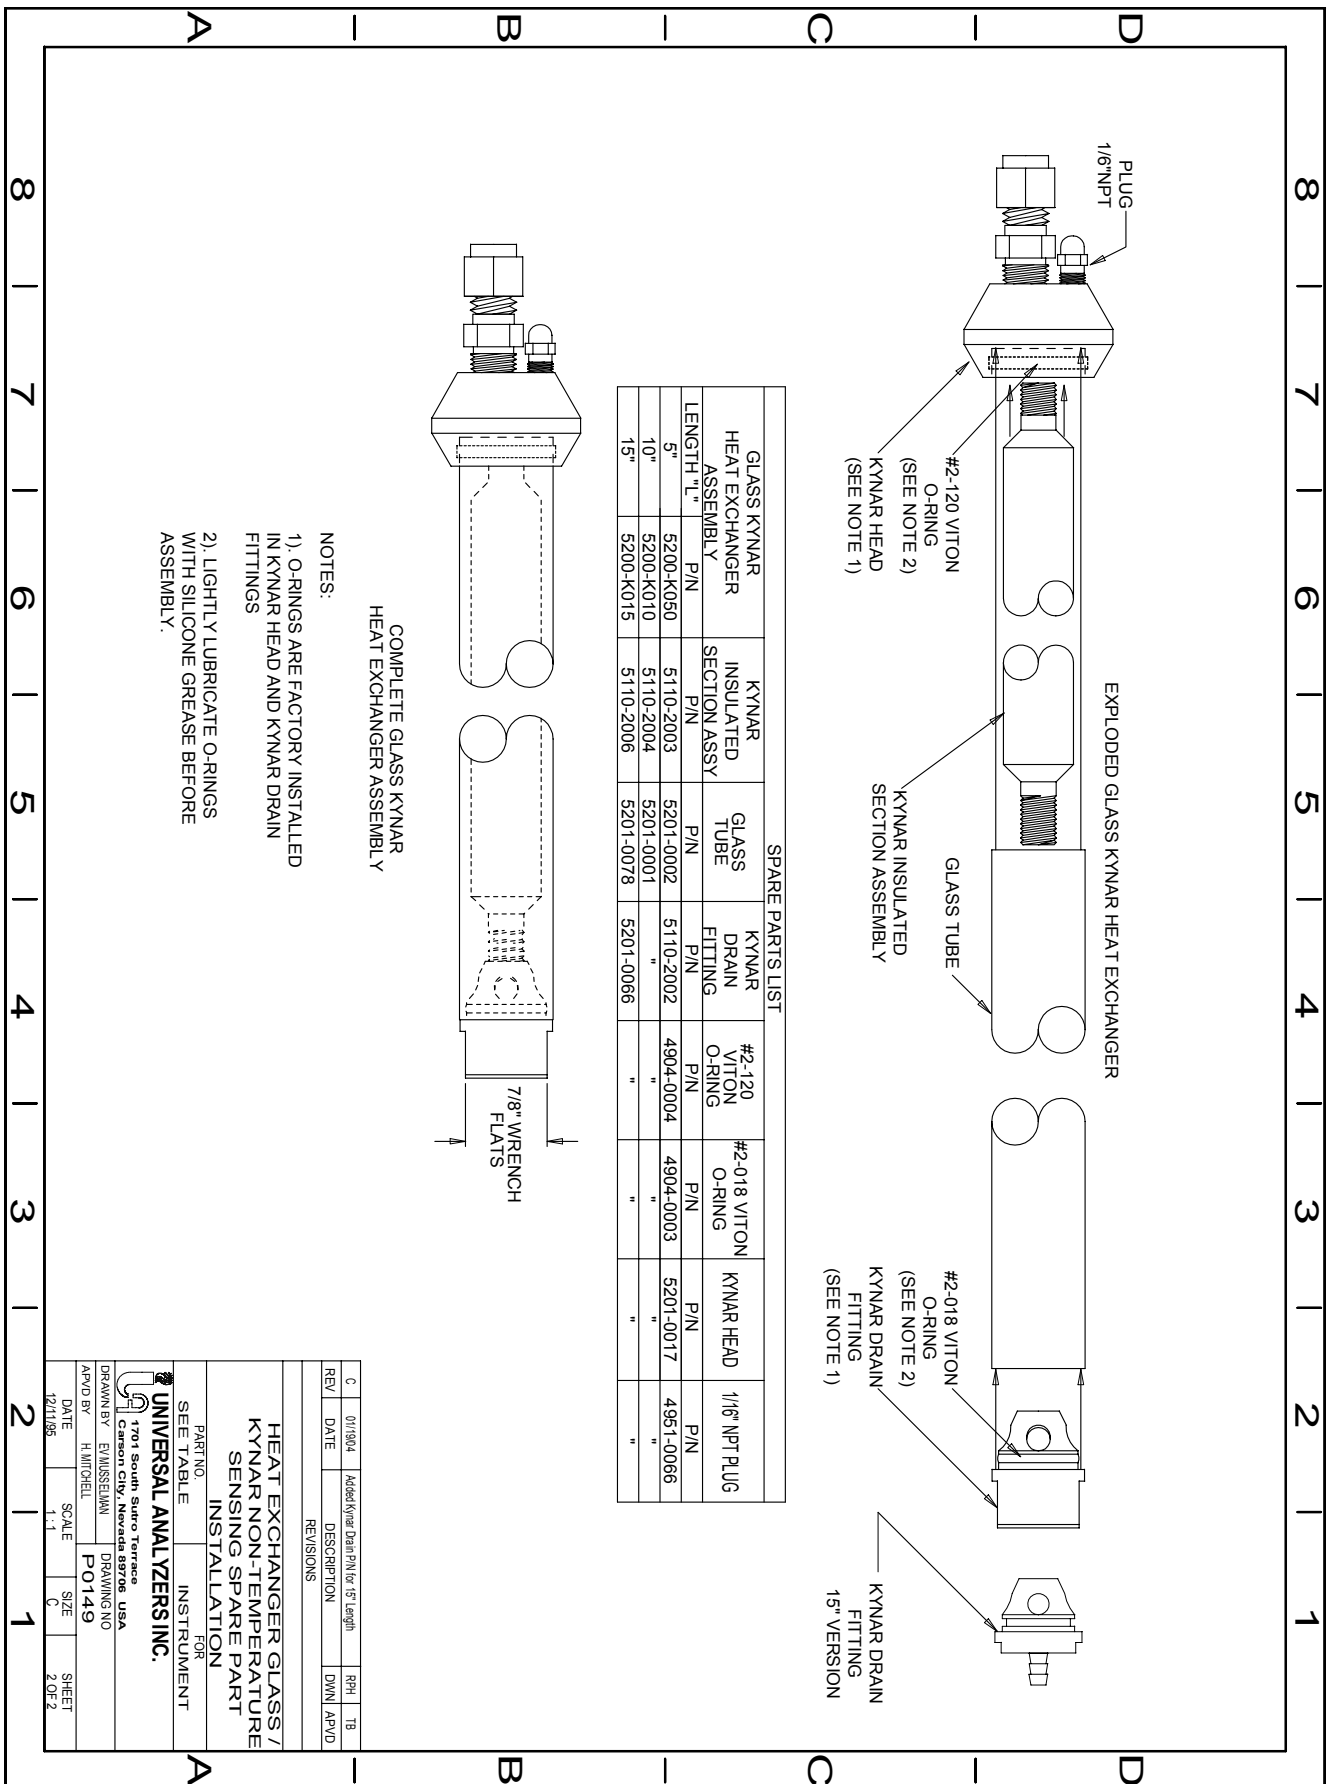 8
7
6
5
4
3
2
1
D
C
B
A
D
C
B
A
8
7
6
5
4
3
2
1
EXPLODED GLASS KYNAR HEAT EXCHANGER
PLUG
1/6"NPT
#2-120 VITON
O-RING
(SEE NOTE 2)
KYNAR HEAD
(SEE NOTE 1)
KYNAR INSULATED
SECTION ASSEMBLY
GLASS TUBE
#2-018 VITON
O-RING
(SEE NOTE 2)
KYNAR DRAIN
FITTING
(SEE NOTE 1)
KYNAR DRAIN
FITTING
15" VERSION
SPARE PARTS LIST
GLASS KYNAR
HEAT EXCHANGER
ASSEMBLY
KYNAR
INSULATED
SECTION ASSY
GLASS
TUBE
KYNAR
DRAIN
FITTING
#2-120
VITON
O-RING
#2-018 VITON
O-RING
KYNAR HEAD
1/16" NPT PLUG
LENGTH "L" P/N P/N P/N P/N P/N P/N P/N P/N
5" 5200-K050 5110-2003 5201-0002 5110-2002 4904-0004 4904-0003 5201-0017 4951-0066
10" 5200-K010 5110-2004 5201-0001 " " " " "
15" 5200-K015 5110-2006 5201-0078 5201-0066 " " " "
7/8" WRENCH
FLATS
COMPLETE GLASS KYNAR
HEAT EXCHANGER ASSEMBLY
NOTES:
1). O-RINGS ARE FACTORY INSTALLED
IN KYNAR HEAD AND KYNAR DRAIN
FITTINGS
2). LIGHTLY LUBRICATE O-RINGS
WITH SILICONE GREASE BEFORE
ASSEMBLY.
C 01/19/04 Added Kynar Drain P/N for 15" Length RPH TB
REV DATE DESCRIPTION DWN APVD
REVISIONS
HEAT EXCHANGER GLASS /
KYNAR NON-TEMPERATURE
SENSING SPARE PART
INSTALLATION
PART NO. FOR
SEE TABLE INSTRUMENT
UNIVERSAL ANALYZERS INC.
1701 South Sutro Terrace
Carson City, Nevada 89706 USA
DRAWN BY EV MUSSELMAN
APVD BY H. MITCHELL
DRAWING NO
P0149
DATE SCALE SIZE SHEET
12/11/95 1:1 C 2 OF 2